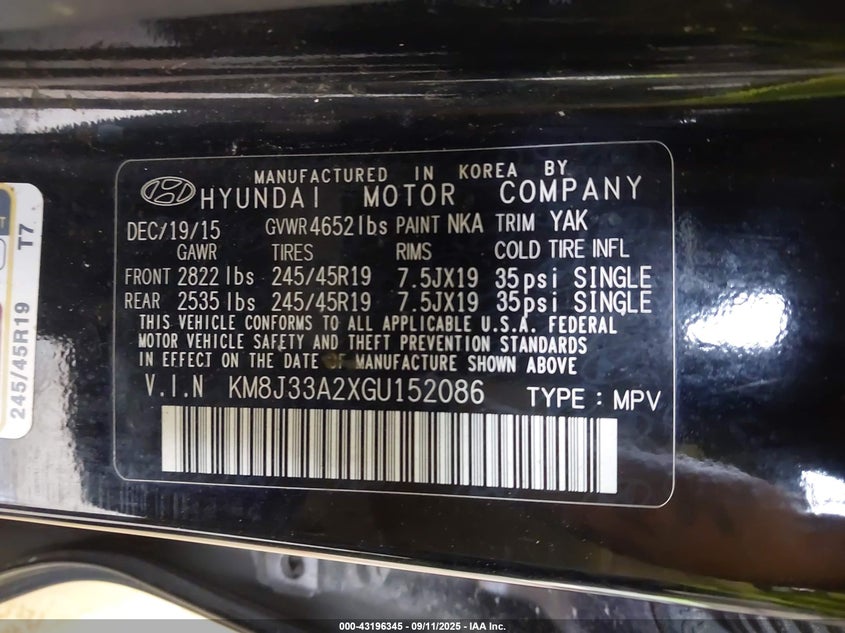 MANUFACTURED IN KOREA BY
HYUNDAI MOTOR COMPANY
DEC/19/15 GVWR 4652 lbs PAINT NKA TRIM YAK
GAWR TIRES RIMS COLD TIRE INFL
FRONT 2822 lbs 245/45R19 7.5JX19 35psi SINGLE
REAR 2535 lbs 245/45R19 7.5JX19 35psi SINGLE
THIS VEHICLE CONFORMS TO ALL APPLICABLE U.S.A. FEDERAL
MOTOR VEHICLE SAFETY AND THEFT PREVENTION STANDARDS
IN EFFECT ON THE DATE OF MANUFACTURE SHOWN ABOVE
V.I.N KM8J33A2XGU152086 TYPE : MPV
245/45R19 T7
000-43196345 - 09/11/2025 - IAA Inc.